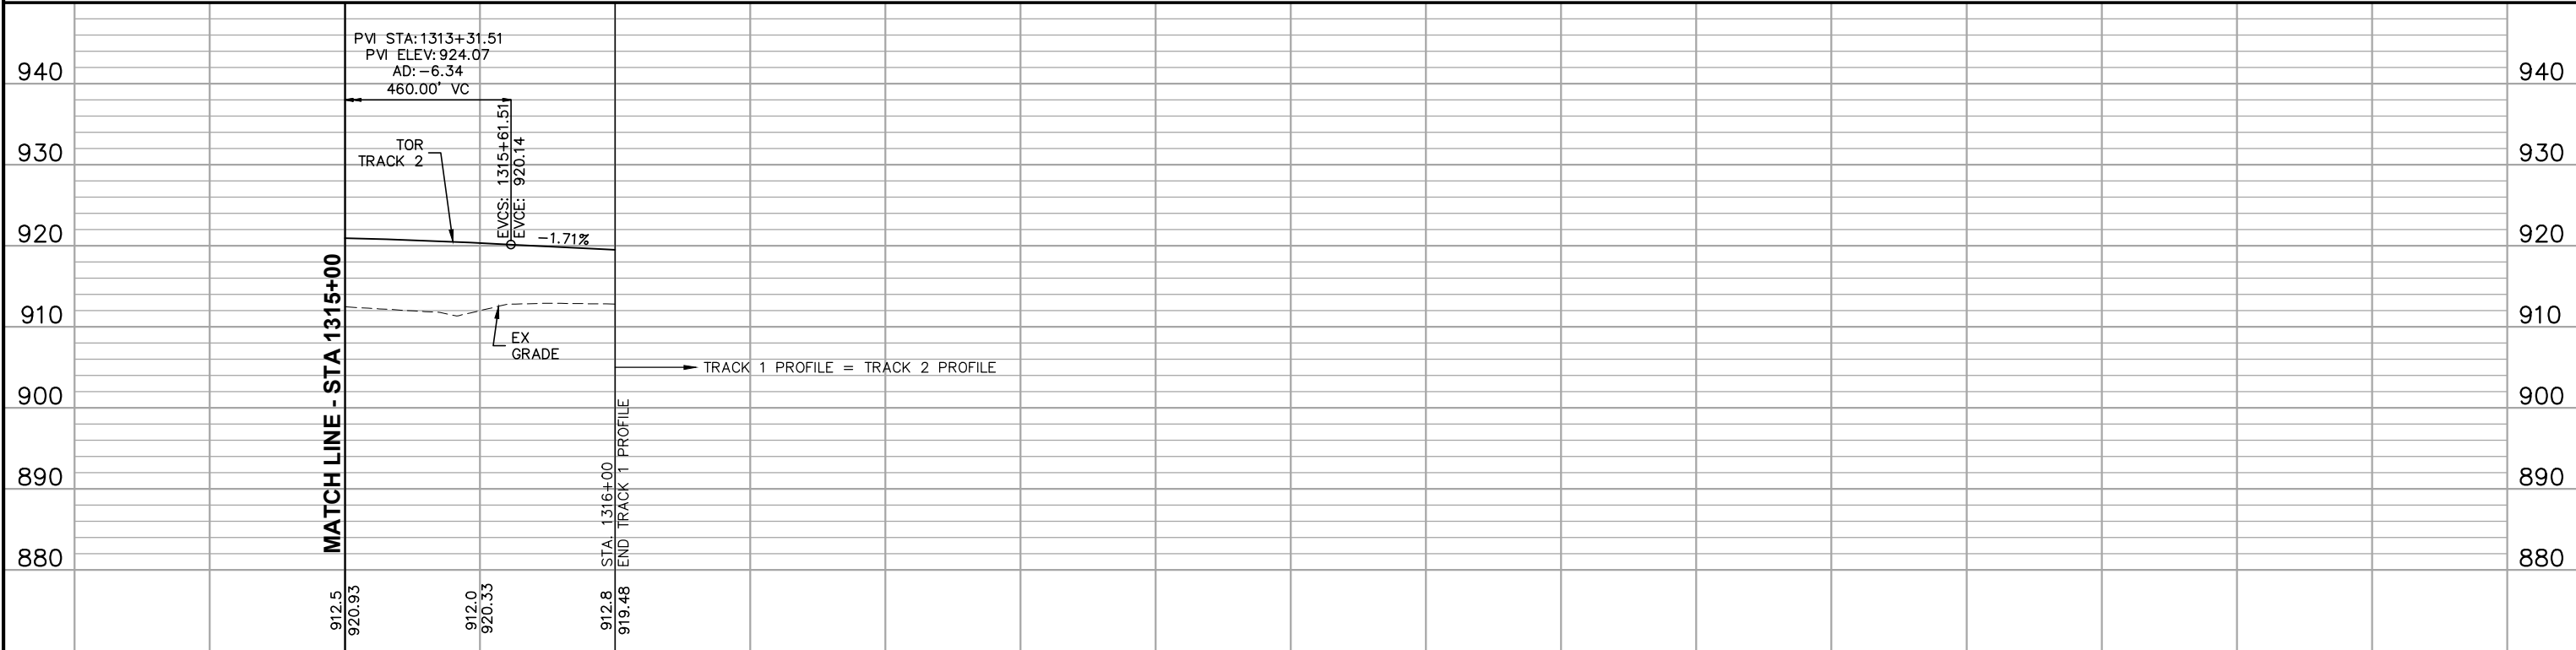 PVI STA: 1313+31.51
PVI ELEV: 924.07
AD: -6.34
460.00' VC
940
940
EVCS: 1315+61.51
EVCE: 920.14
TOR
TRACK 2
930
930
920
-1.71%
920
MATCH LINE - STA 1315+00
910
910
EX
GRADE
TRACK 1 PROFILE = TRACK 2 PROFILE
900
900
STA. 1316+00
END TRACK 1 PROFILE
890
890
880
880
912.5
920.93
912.0
920.33
912.8
919.48